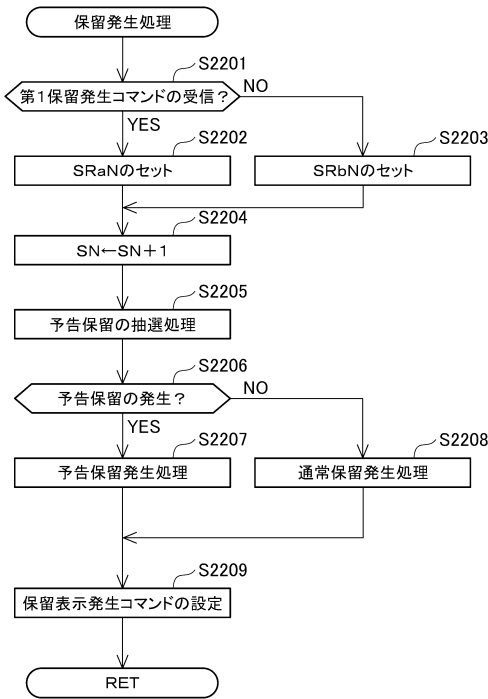 保留発生処理
S2201
第１保留発生コマンドの受信？
NO
YES
S2202
SRaNのセット
S2203
SRbNのセット
S2204
SN←SN＋1
S2205
予告保留の抽選処理
S2206
予告保留の発生？
NO
YES
S2207
予告保留発生処理
S2208
通常保留発生処理
S2209
保留表示発生コマンドの設定
RET